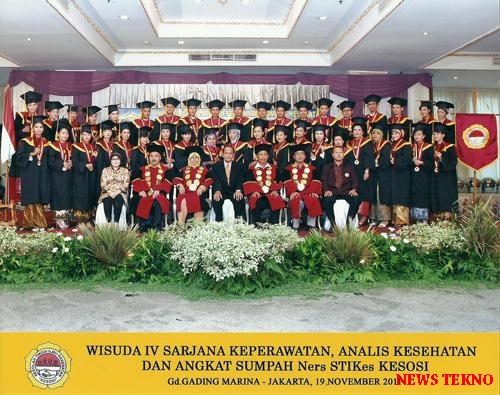 WISUDA IV SARJANA KEPERAWATAN, ANALIS KESEHATAN
DAN ANGKAT SUMPAH Ners STIKes KESOSI
Gd.GADING MARINA - JAKARTA, 19.NOVEMBER
NEWS TEKNO
KESOSI